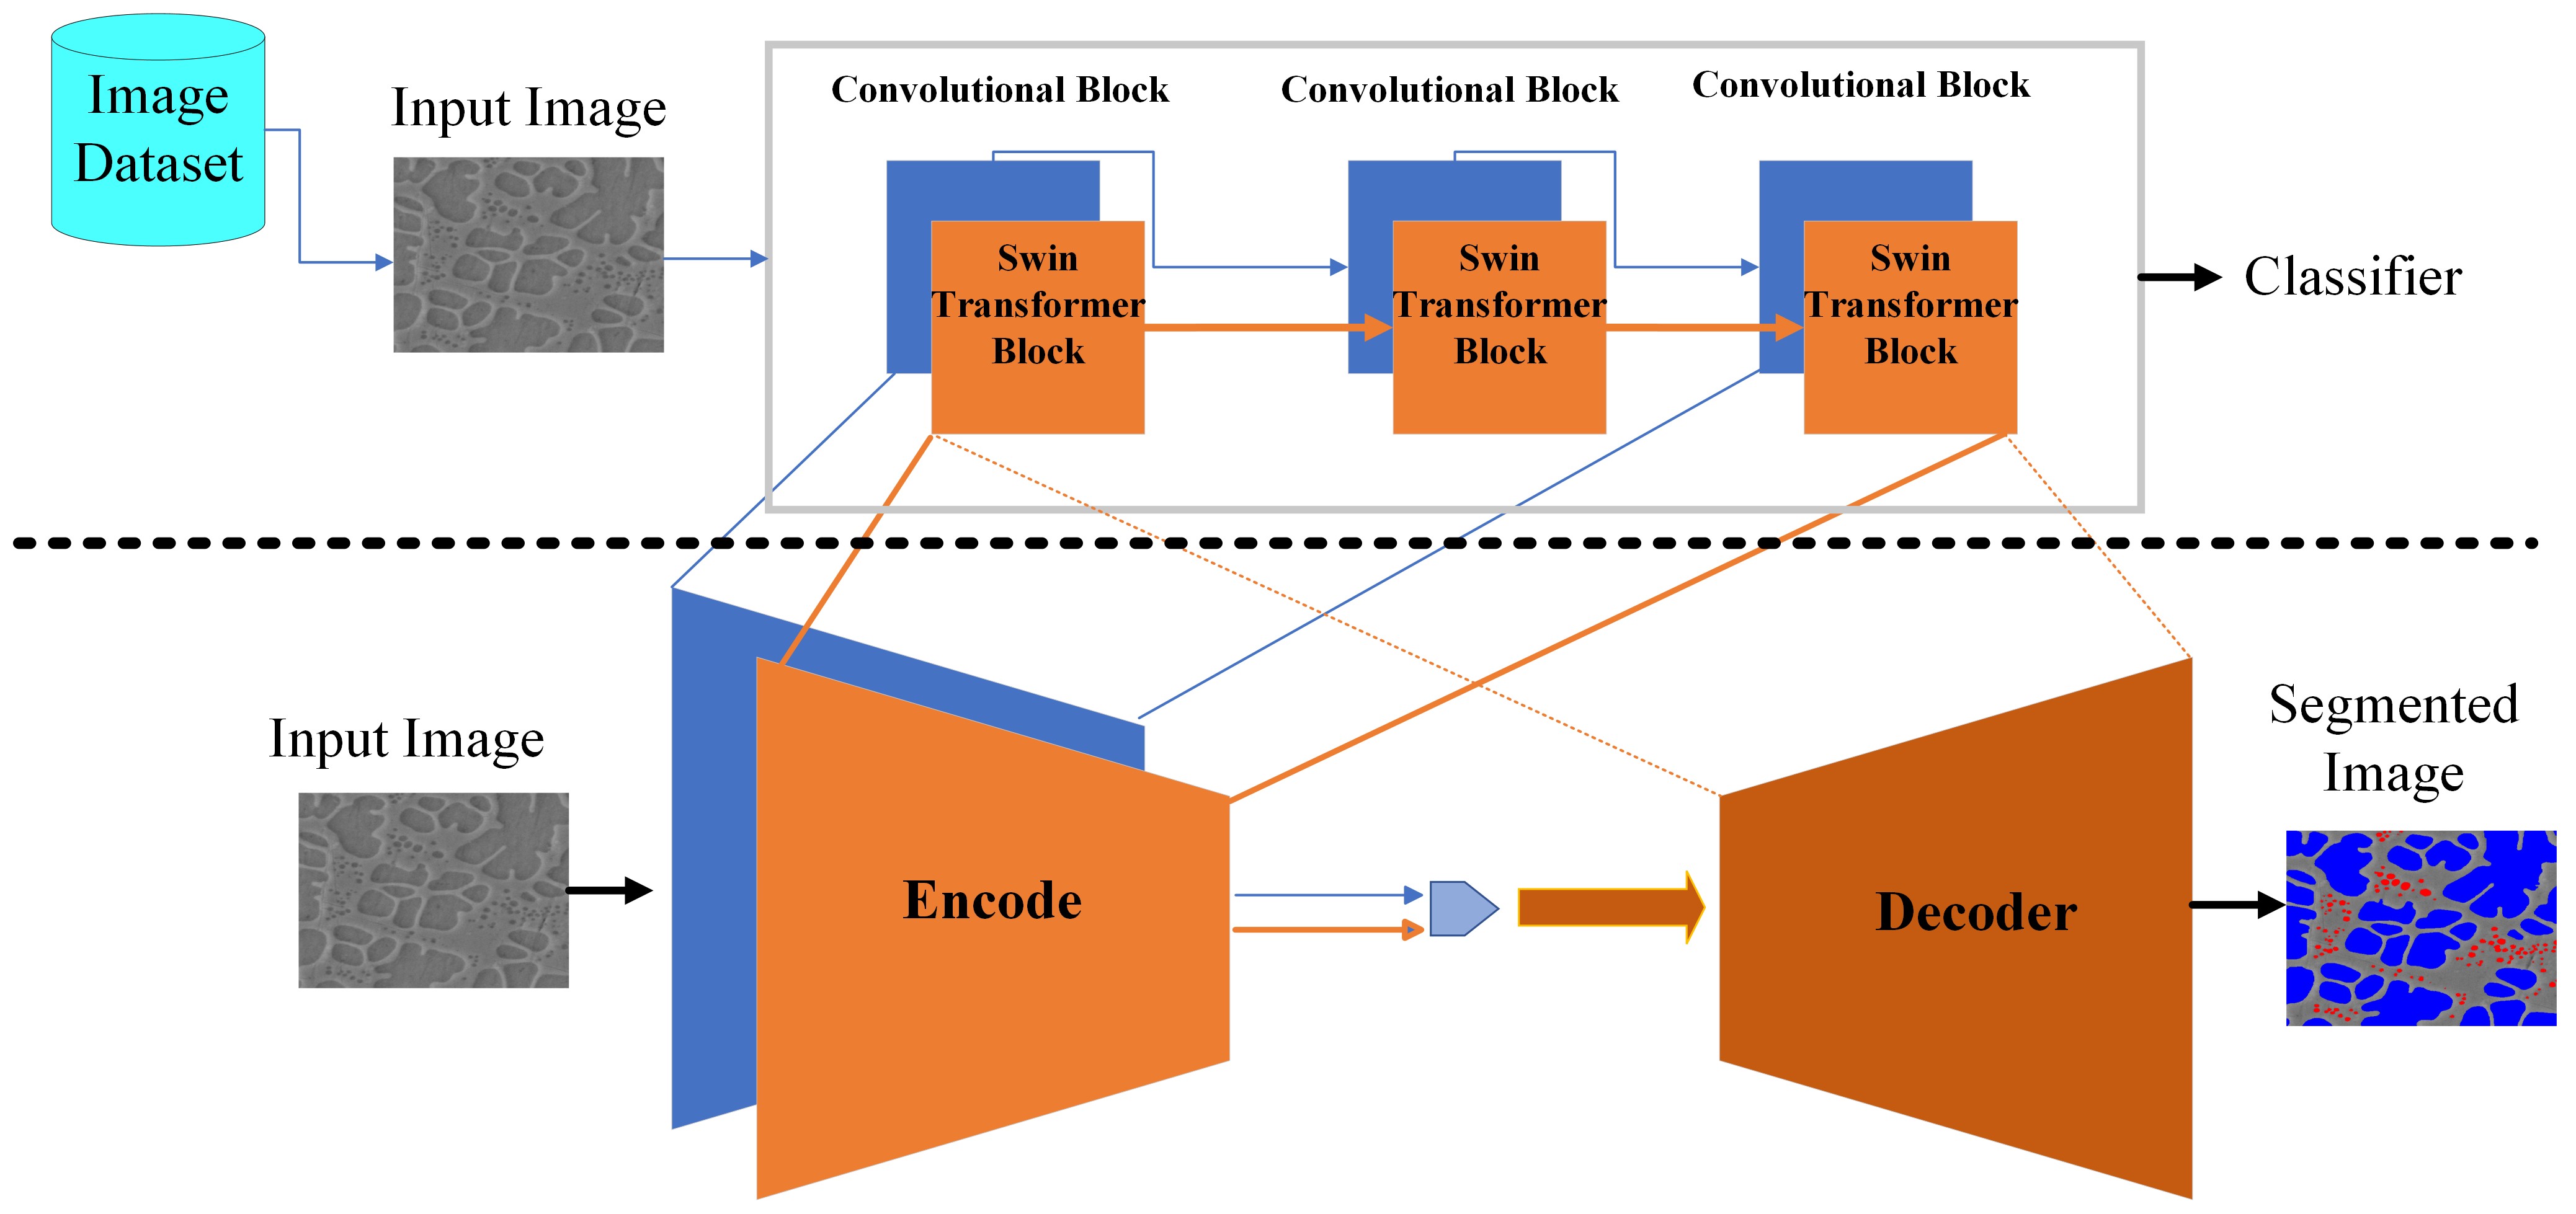 Image
Dataset
Input Image
Convolutional Block
Convolutional Block
Convolutional Block
Swin
Transformer
Block
Swin
Transformer
Block
Swin
Transformer
Block
Classifier
Input Image
Encode
Decoder
Segmented
Image